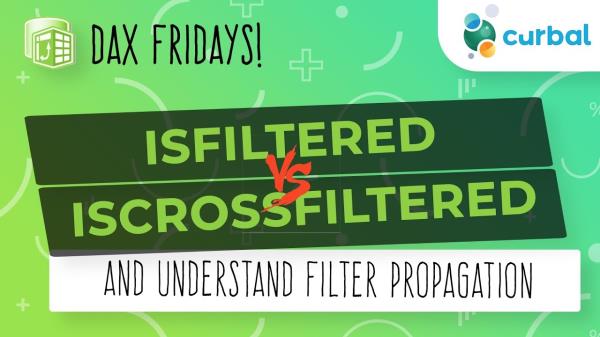 DAX FRIDAYS!
curbal
ISFILTERED
VS
ISCROSSFILTERED
AND UNDERSTAND FILTER PROPAGATION